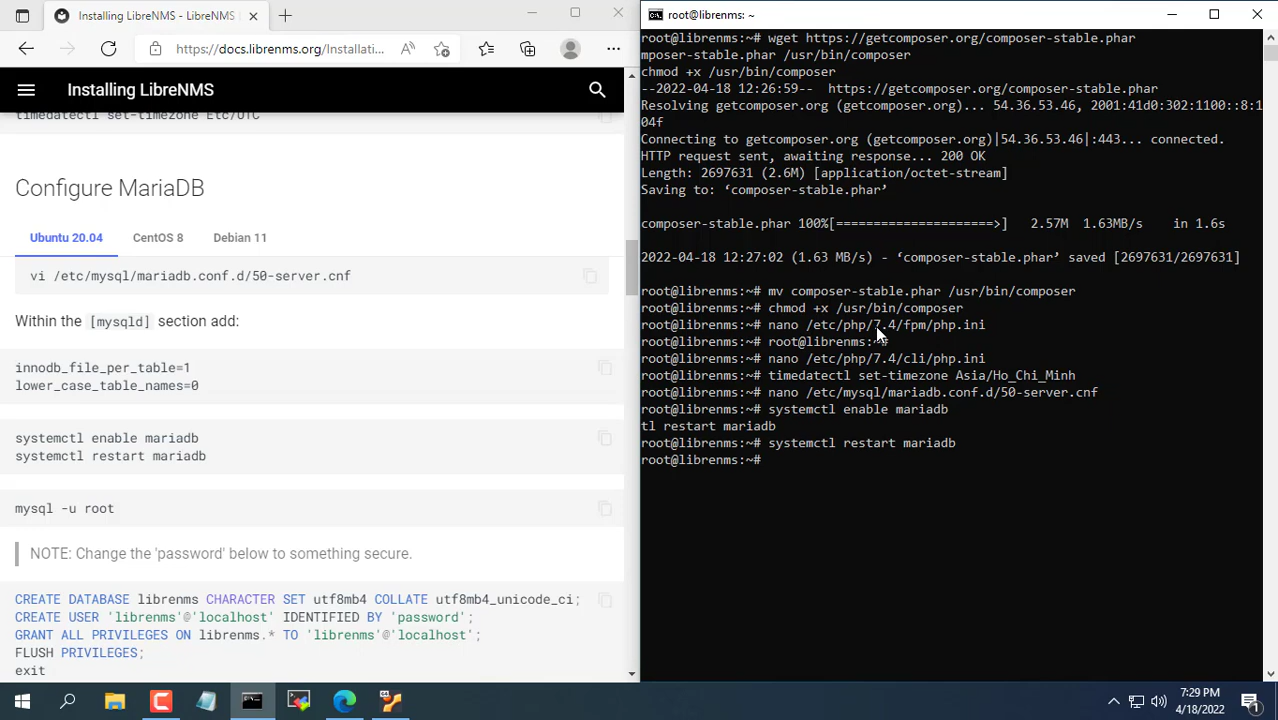 Installing LibreNMS - LibreNMS
https://docs.librenms.org/Installati...
Installing LibreNMS
timedatectl set-timezone Etc/UTC
Configure MariaDB
Ubuntu 20.04
CentOS 8
Debian 11
vi /etc/mysql/mariadb.conf.d/50-server.cnf
Within the [mysqld] section add:
innodb_file_per_table=1
lower_case_table_names=0
systemctl enable mariadb
systemctl restart mariadb
mysql -u root
NOTE: Change the 'password' below to something secure.
CREATE DATABASE librenms CHARACTER SET utf8mb4 COLLATE utf8mb4_unicode_ci;
CREATE USER 'librenms'@'localhost' IDENTIFIED BY 'password';
GRANT ALL PRIVILEGES ON librenms.* TO 'librenms'@'localhost';
FLUSH PRIVILEGES;
exit
root@librenms: ~
root@librenms:~# wget https://getcomposer.org/composer-stable.phar
mposer-stable.phar /usr/bin/composer
chmod +x /usr/bin/composer
--2022-04-18 12:26:59--  https://getcomposer.org/composer-stable.phar
Resolving getcomposer.org (getcomposer.org)... 54.36.53.46, 2001:41d0:302:1100::8:1
04f
Connecting to getcomposer.org (getcomposer.org)|54.36.53.46|:443... connected.
HTTP request sent, awaiting response... 200 OK
Length: 2697631 (2.6M) [application/octet-stream]
Saving to: ‘composer-stable.phar’
composer-stable.phar 100%[=====================>]   2.57M  1.63MB/s    in 1.6s
2022-04-18 12:27:02 (1.63 MB/s) - ‘composer-stable.phar’ saved [2697631/2697631]
root@librenms:~# mv composer-stable.phar /usr/bin/composer
root@librenms:~# chmod +x /usr/bin/composer
root@librenms:~# nano /etc/php/7.4/fpm/php.ini
root@librenms:~# root@librenms:~#
root@librenms:~# nano /etc/php/7.4/cli/php.ini
root@librenms:~# timedatectl set-timezone Asia/Ho_Chi_Minh
root@librenms:~# nano /etc/mysql/mariadb.conf.d/50-server.cnf
root@librenms:~# systemctl enable mariadb
tl restart mariadb
root@librenms:~# systemctl restart mariadb
root@librenms:~#
7:29 PM
4/18/2022
1